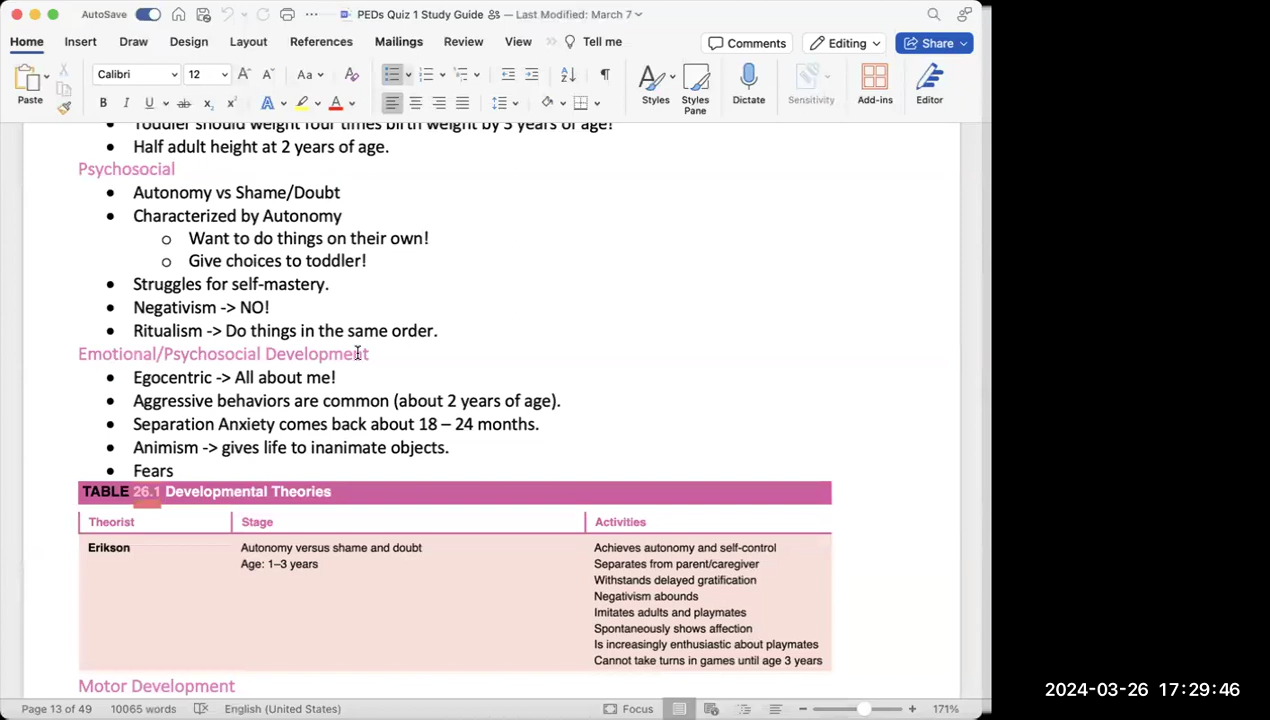 AutoSave PEDs Quiz 1 Study Guide — Last Modified: March 7
Home Insert Draw Design Layout References Mailings Review View Tell me Comments Editing Share
Calibri 12 Aa
Paste B I U ab x₂ x² A A Styles Styles Pane Dictate Sensitivity Add-ins Editor
Toddler should weight four times birth weight by 3 years of age!
• Half adult height at 2 years of age.
Psychosocial
• Autonomy vs Shame/Doubt
• Characterized by Autonomy
o Want to do things on their own!
o Give choices to toddler!
• Struggles for self-mastery.
• Negativism -> NO!
• Ritualism -> Do things in the same order.
Emotional/Psychosocial Development
• Egocentric -> All about me!
• Aggressive behaviors are common (about 2 years of age).
• Separation Anxiety comes back about 18 – 24 months.
• Animism -> gives life to inanimate objects.
• Fears
TABLE 26.1 Developmental Theories
Theorist Stage Activities
Erikson Autonomy versus shame and doubt Achieves autonomy and self-control
Age: 1–3 years Separates from parent/caregiver
Withstands delayed gratification
Negativism abounds
Imitates adults and playmates
Spontaneously shows affection
Is increasingly enthusiastic about playmates
Cannot take turns in games until age 3 years
Motor Development
Page 13 of 49 10065 words English (United States) Focus 171%
2024-03-26 17:29:46